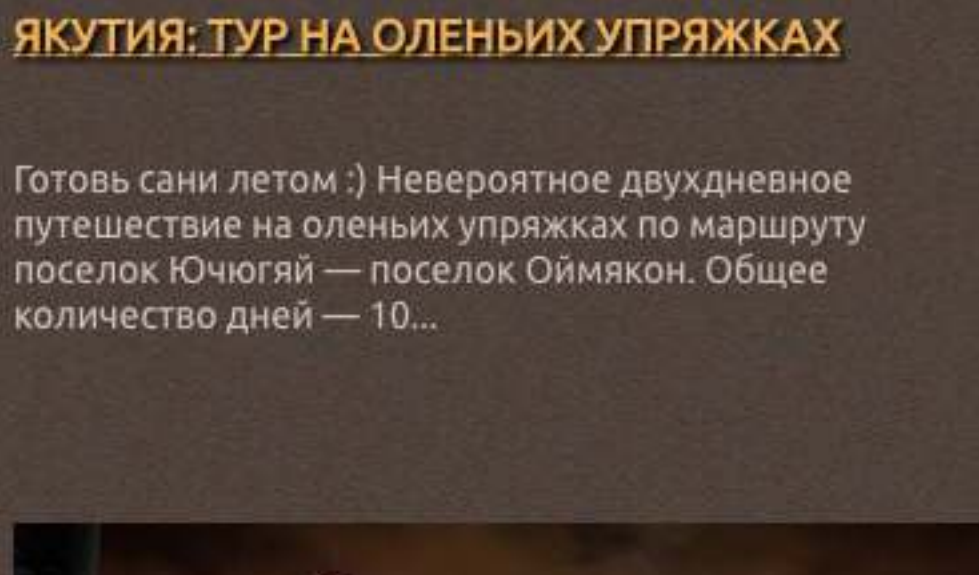 ЯКУТИЯ: ТУР НА ОЛЕНЬИХ УПРЯЖКАХ
Готовь сани летом :) Невероятное двухдневное
путешествие на оленьих упряжках по маршруту
поселок Ючюгяй — поселок Оймякон. Общее
количество дней — 10...